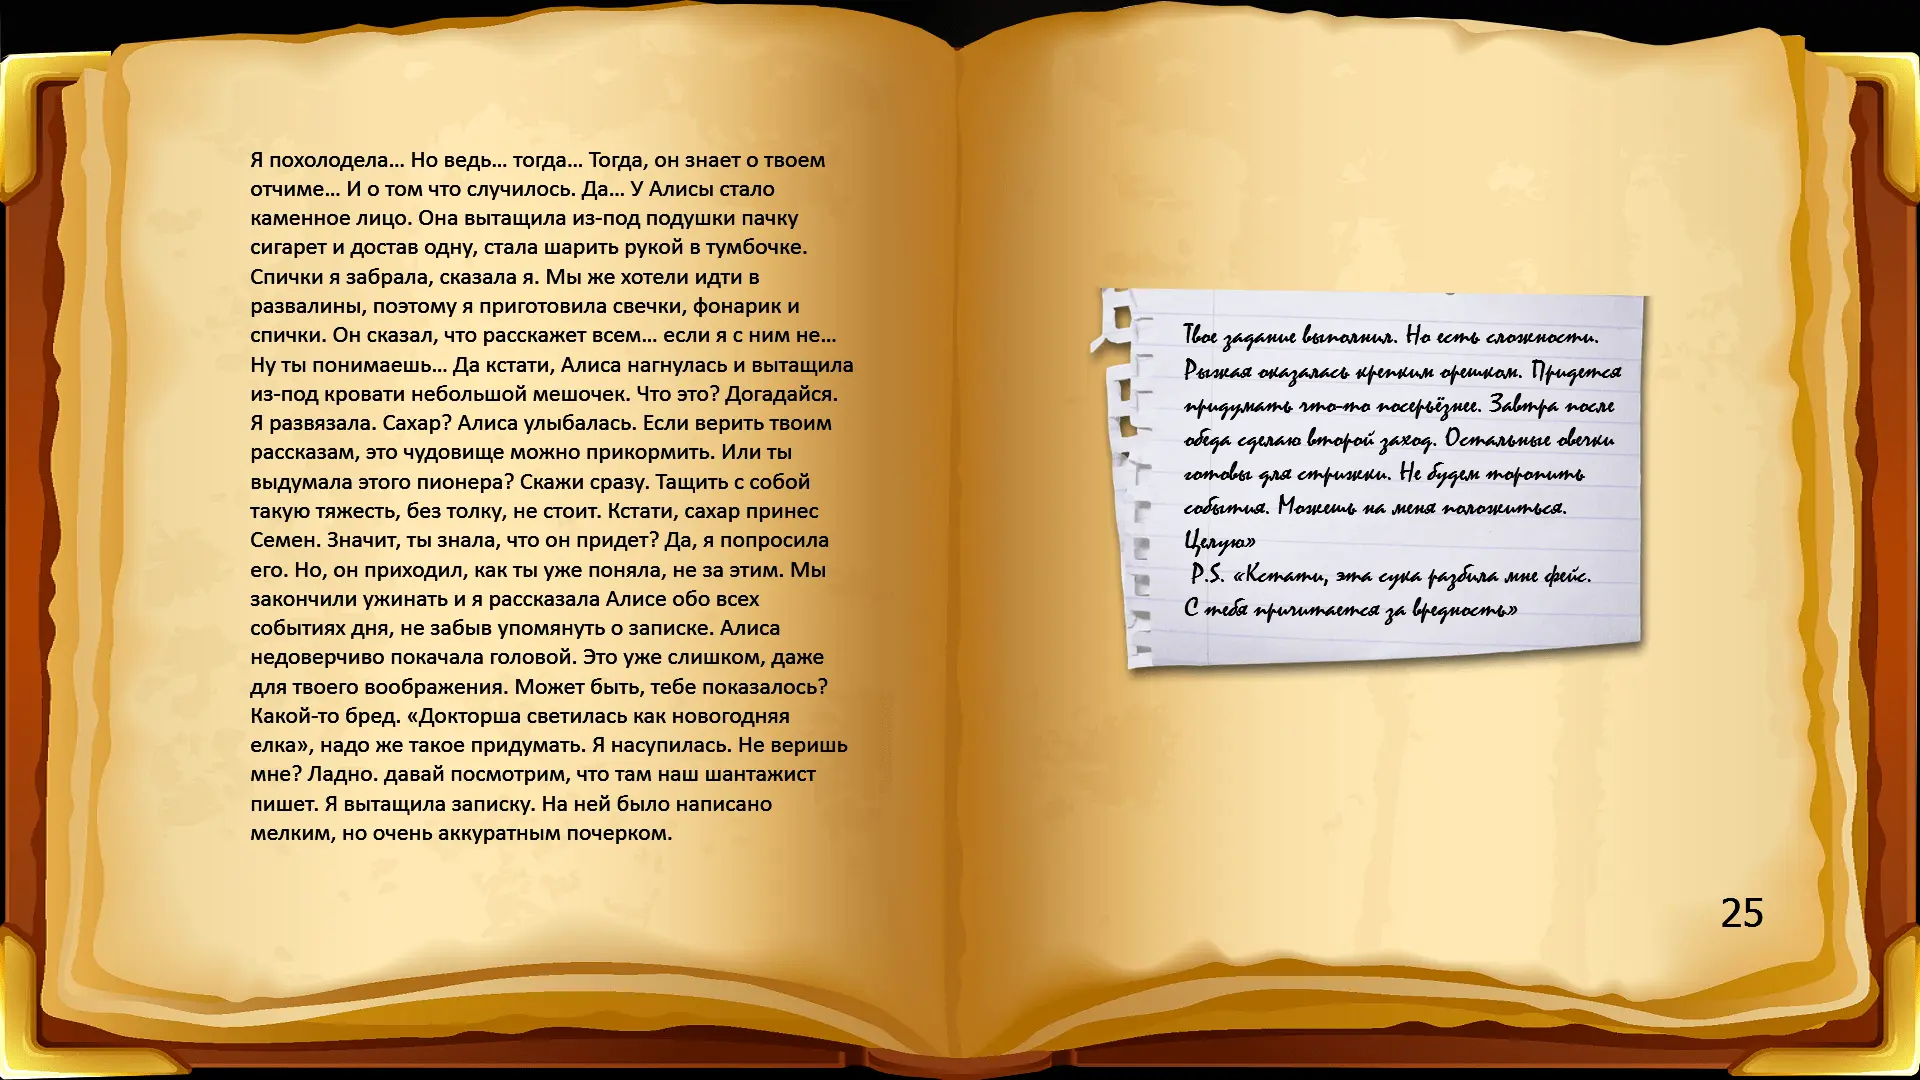 Я похолодела... Но ведь... тогда... Тогда, он знает о твоем
отчиме... И о том что случилось. Да... У Алисы стало
каменное лицо. Она вытащила из-под подушки пачку
сигарет и достав одну, стала шарить рукой в тумбочке.
Спички я забрала, сказала я. Мы же хотели идти в
развалины, поэтому я приготовила свечки, фонарик и
спички. Он сказал, что расскажет всем... если я с ним не...
Ну ты понимаешь... Да кстати, Алиса нагнулась и вытащила
из-под кровати небольшой мешочек. Что это? Догадайся.
Я развязала. Сахар? Алиса улыбалась. Если верить твоим
рассказам, это чудовище можно прикормить. Или ты
выдумала этого пионера? Скажи сразу. Тащить с собой
такую тяжесть, без толку, не стоит. Кстати, сахар принес
Семен. Значит, ты знала, что он придет? Да, я попросила
его. Но, он приходил, как ты уже поняла, не за этим. Мы
закончили ужинать и я рассказала Алисе обо всех
событиях дня, не забыв упомянуть о записке. Алиса
недоверчиво покачала головой. Это уже слишком, даже
для твоего воображения. Может быть, тебе показалось?
Какой-то бред. «Докторша светилась как новогодняя
елка», надо же такое придумать. Я насупилась. Не веришь
мне? Ладно. давай посмотрим, что там наш шантажист
пишет. Я вытащила записку. На ней было написано
мелким, но очень аккуратным почерком.
Твое задание выполнил. Но есть сложности.
Рыжая оказалась крепким орешком. Придется
придумать что-то посерьёзнее. Завтра после
обеда сделаю второй заход. Остальные овечки
готовы для стрижки. Не будем торопить
события. Можешь на меня положиться.
Целую»
P.S. «Кстати, эта сука разбила мне фейс.
С тебя причитается за вредность»
25